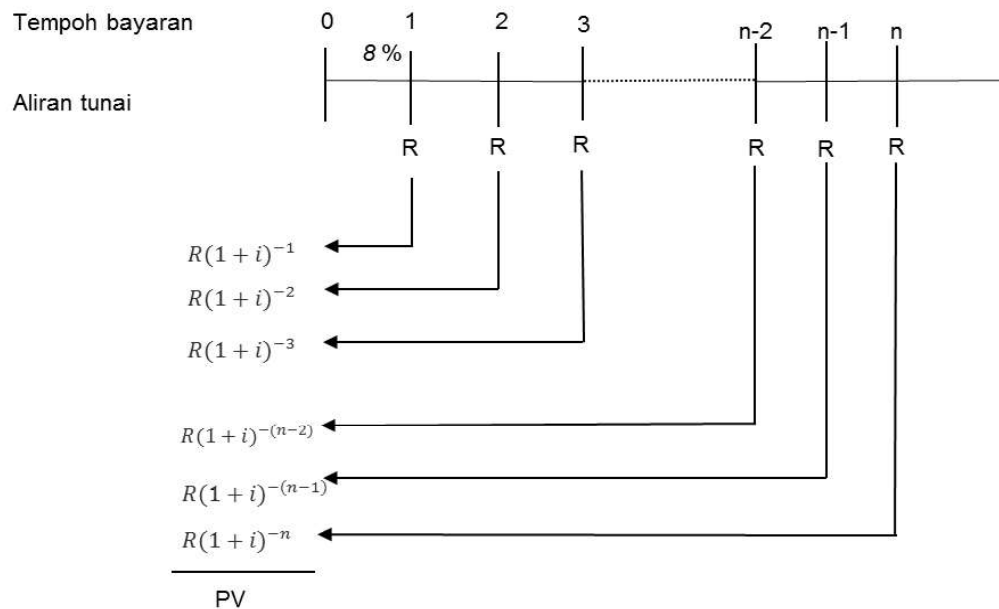 Tempoh bayaran 0 1 2 3 n-2 n-1 n
8 %
Aliran tunai
R R R R R R
R(1 + i)⁻¹
R(1 + i)⁻²
R(1 + i)⁻³
R(1 + i)⁻⁽ⁿ⁻²⁾
R(1 + i)⁻⁽ⁿ⁻¹⁾
R(1 + i)⁻ⁿ
PV